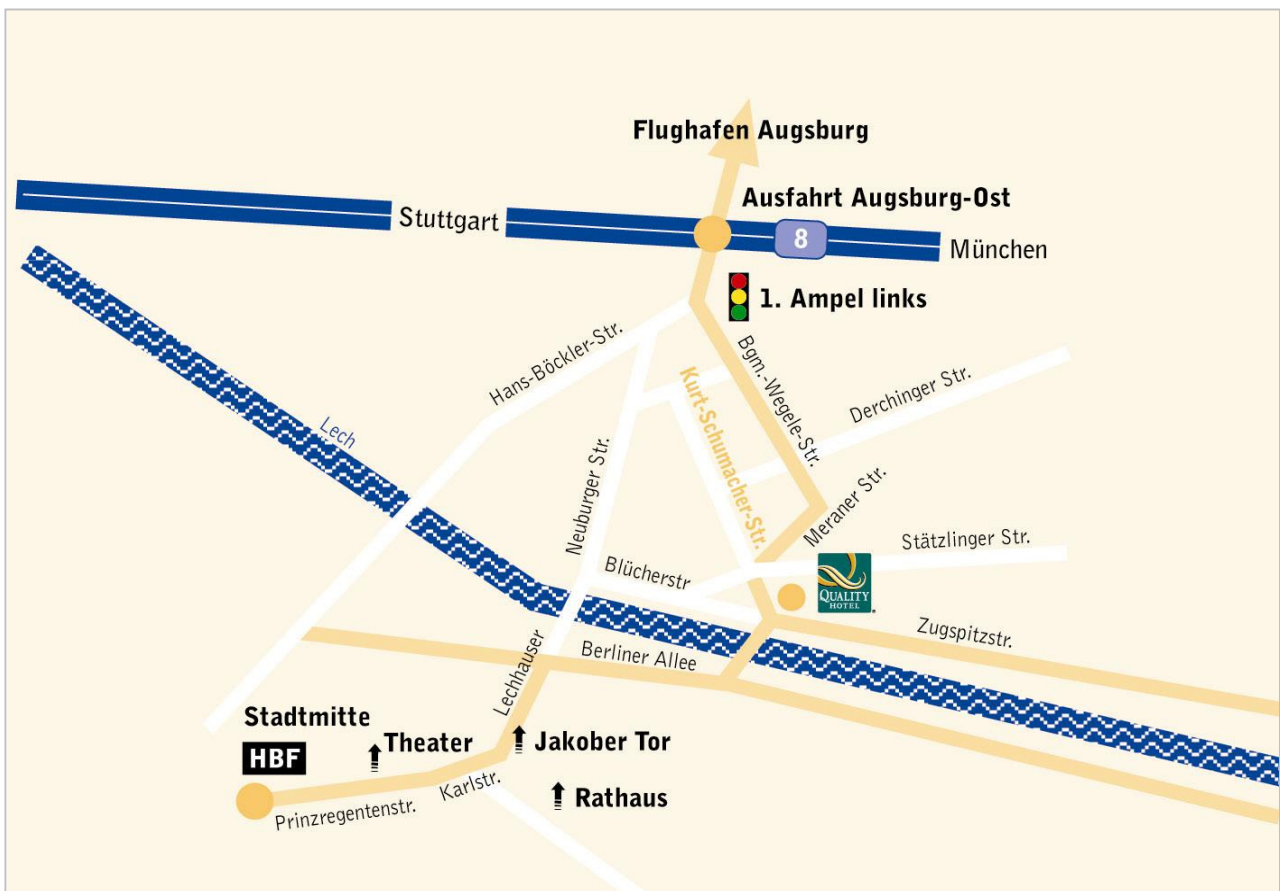 Flughafen Augsburg
Ausfahrt Augsburg-Ost
Stuttgart
8
München
1. Ampel links
Hans-Böckler-Str.
Bgm.-Wegele-Str.
Kurt-Schumacher-Str.
Derchinger Str.
Lech
Neuburger Str.
Meraner Str.
Stätzlinger Str.
Blücherstr
QUALITY
HOTEL
Zugspitzstr.
Berliner Allee
Lechhauser
Stadtmitte
HBF
Theater
Jakober Tor
Karlstr.
Rathaus
Prinzregentenstr.